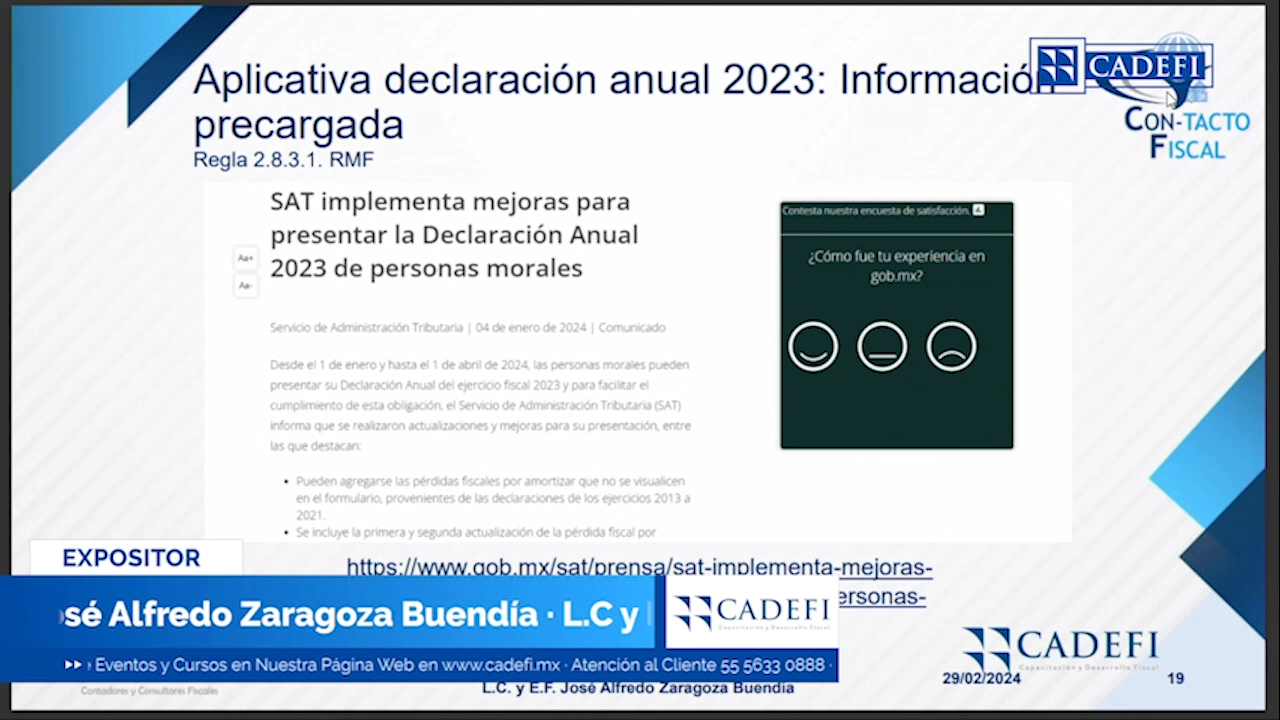 Aplicativa declaración anual 2023: Información
precargada
Regla 2.8.3.1. RMF
CADEFI
CON-TACTO
FISCAL
SAT implementa mejoras para
presentar la Declaración Anual
2023 de personas morales
Aa+
Aa-
Servicio de Administración Tributaria | 04 de enero de 2024 | Comunicado
Desde el 1 de enero y hasta el 1 de abril de 2024, las personas morales pueden
presentar su Declaración Anual del ejercicio fiscal 2023 y para facilitar el
cumplimiento de esta obligación, el Servicio de Administración Tributaria (SAT)
informa que se realizaron actualizaciones y mejoras para su presentación, entre
las que destacan:
• Pueden agregarse las pérdidas fiscales por amortizar que no se visualicen
en el formulario, provenientes de las declaraciones de los ejercicios 2013 a
2021.
• Se incluye la primera y segunda actualización de la pérdida fiscal por
Contesta nuestra encuesta de satisfacción.
¿Cómo fue tu experiencia en
gob.mx?
https://www.gob.mx/sat/prensa/sat-implementa-mejoras-
ersonas-
EXPOSITOR
sé Alfredo Zaragoza Buendía · L.C y
CADEFI
Capacitación y Desarrollo Fiscal
Eventos y Cursos en Nuestra Página Web en www.cadefi.mx · Atención al Cliente 55 5633 0888 ·
Contadores y Consultores Fiscales
L.C. y E.F. José Alfredo Zaragoza Buendía
CADEFI
Capacitación y Desarrollo Fiscal
29/02/2024
19